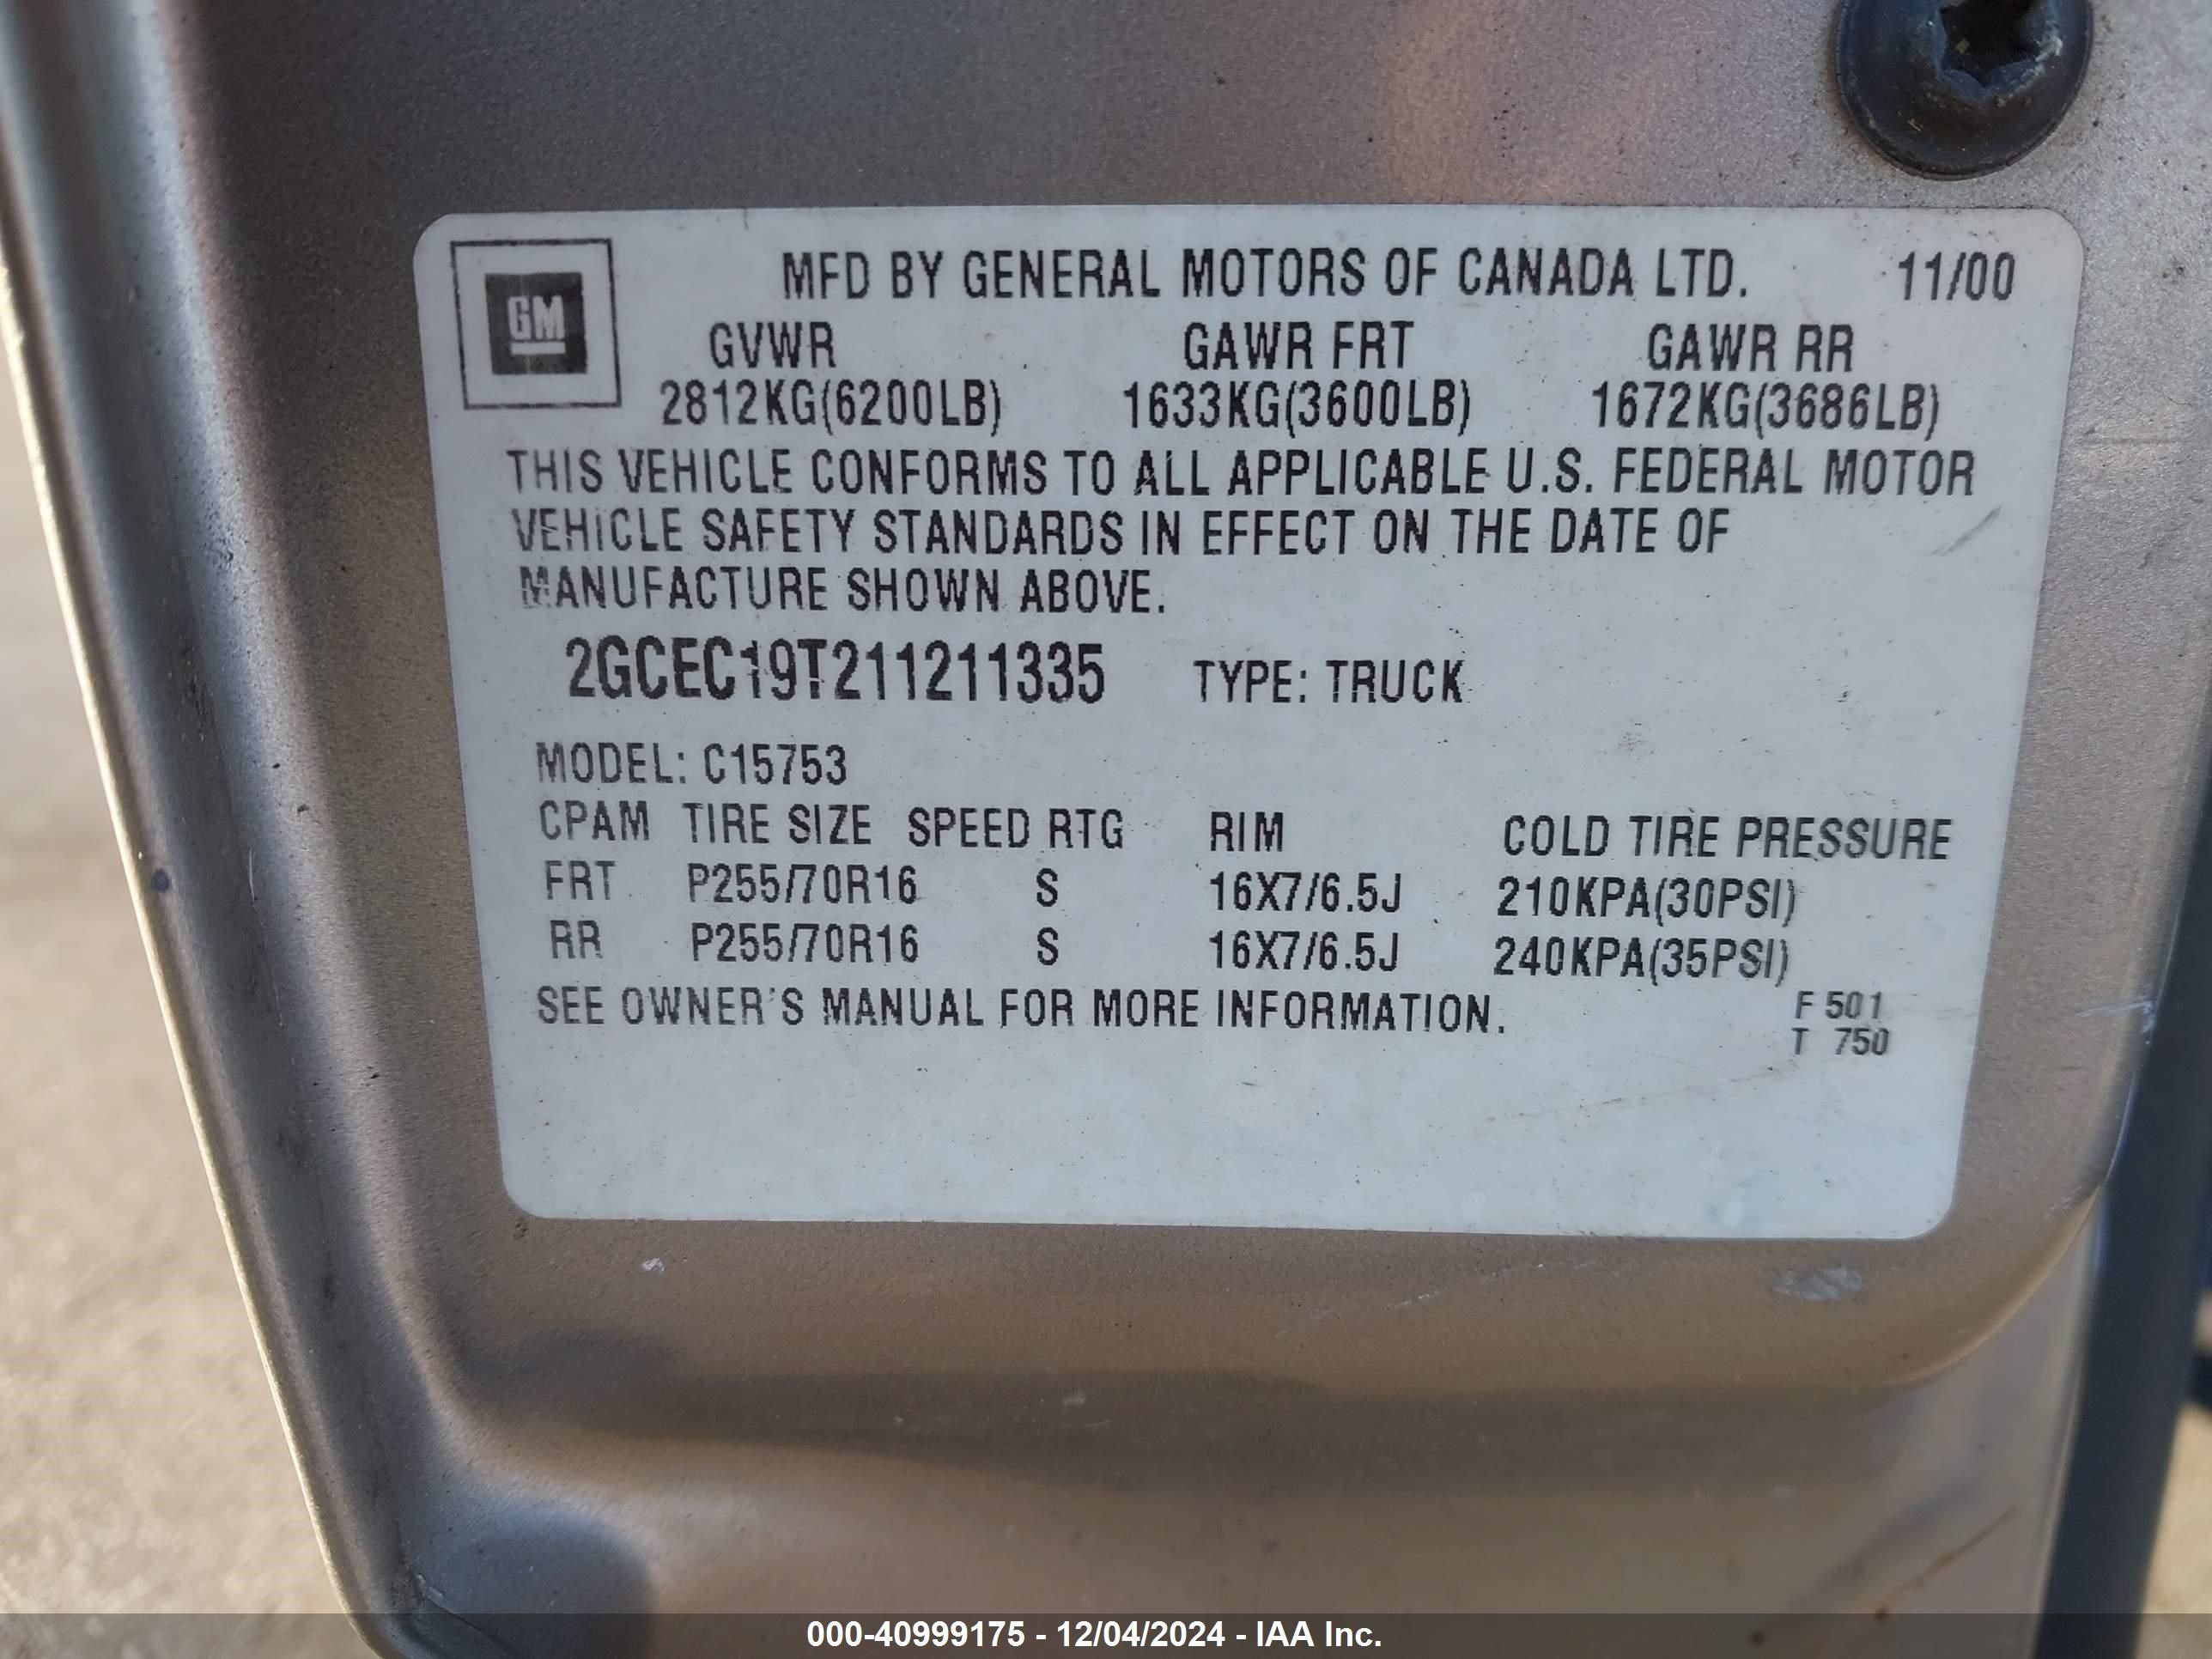 MFD BY GENERAL MOTORS OF CANADA LTD. 11/00
GM
GVWR GAWR FRT GAWR RR
2812KG(6200LB) 1633KG(3600LB) 1672KG(3686LB)
THIS VEHICLE CONFORMS TO ALL APPLICABLE U.S. FEDERAL MOTOR
VEHICLE SAFETY STANDARDS IN EFFECT ON THE DATE OF
MANUFACTURE SHOWN ABOVE.
2GCEC19T211211335 TYPE: TRUCK
MODEL: C15753
CPAM TIRE SIZE SPEED RTG RIM COLD TIRE PRESSURE
FRT P255/70R16 S 16X7/6.5J 210KPA(30PSI)
RR P255/70R16 S 16X7/6.5J 240KPA(35PSI)
SEE OWNER'S MANUAL FOR MORE INFORMATION. F 501
T 750
000-40999175 - 12/04/2024 - IAA Inc.